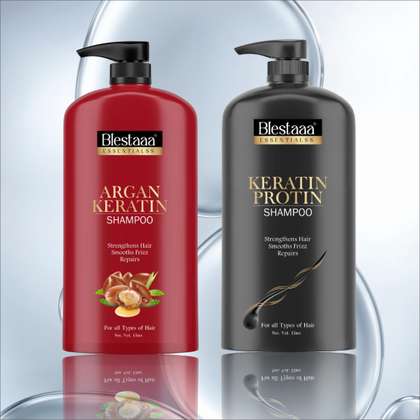 Blestaaa
ESSENTIALSS
ARGAN
KERATIN
SHAMPOO
Strengthens Hair
Smooths Frizz
Repairs
For all Types of Hair
Blestaaa
ESSENTIALSS
KERATIN
PROTIN
SHAMPOO
Strengthens Hair
Smooths Frizz
Repairs
For all Types of Hair